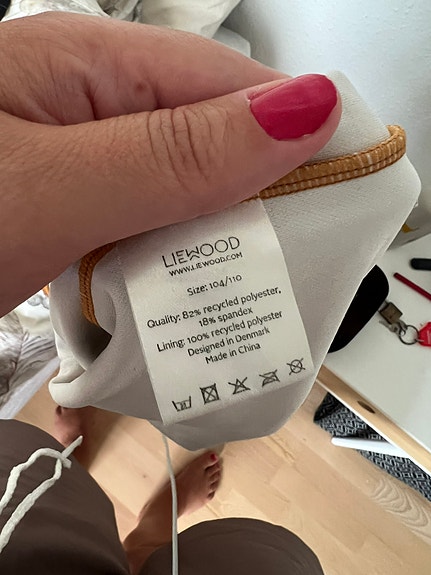 LIEWOOD
WWW.LIEWOOD.COM
Size: 104/110
Quality: 82% recycled polyester,
18% spandex
Lining: 100% recycled polyester
Designed in Denmark
Made in China